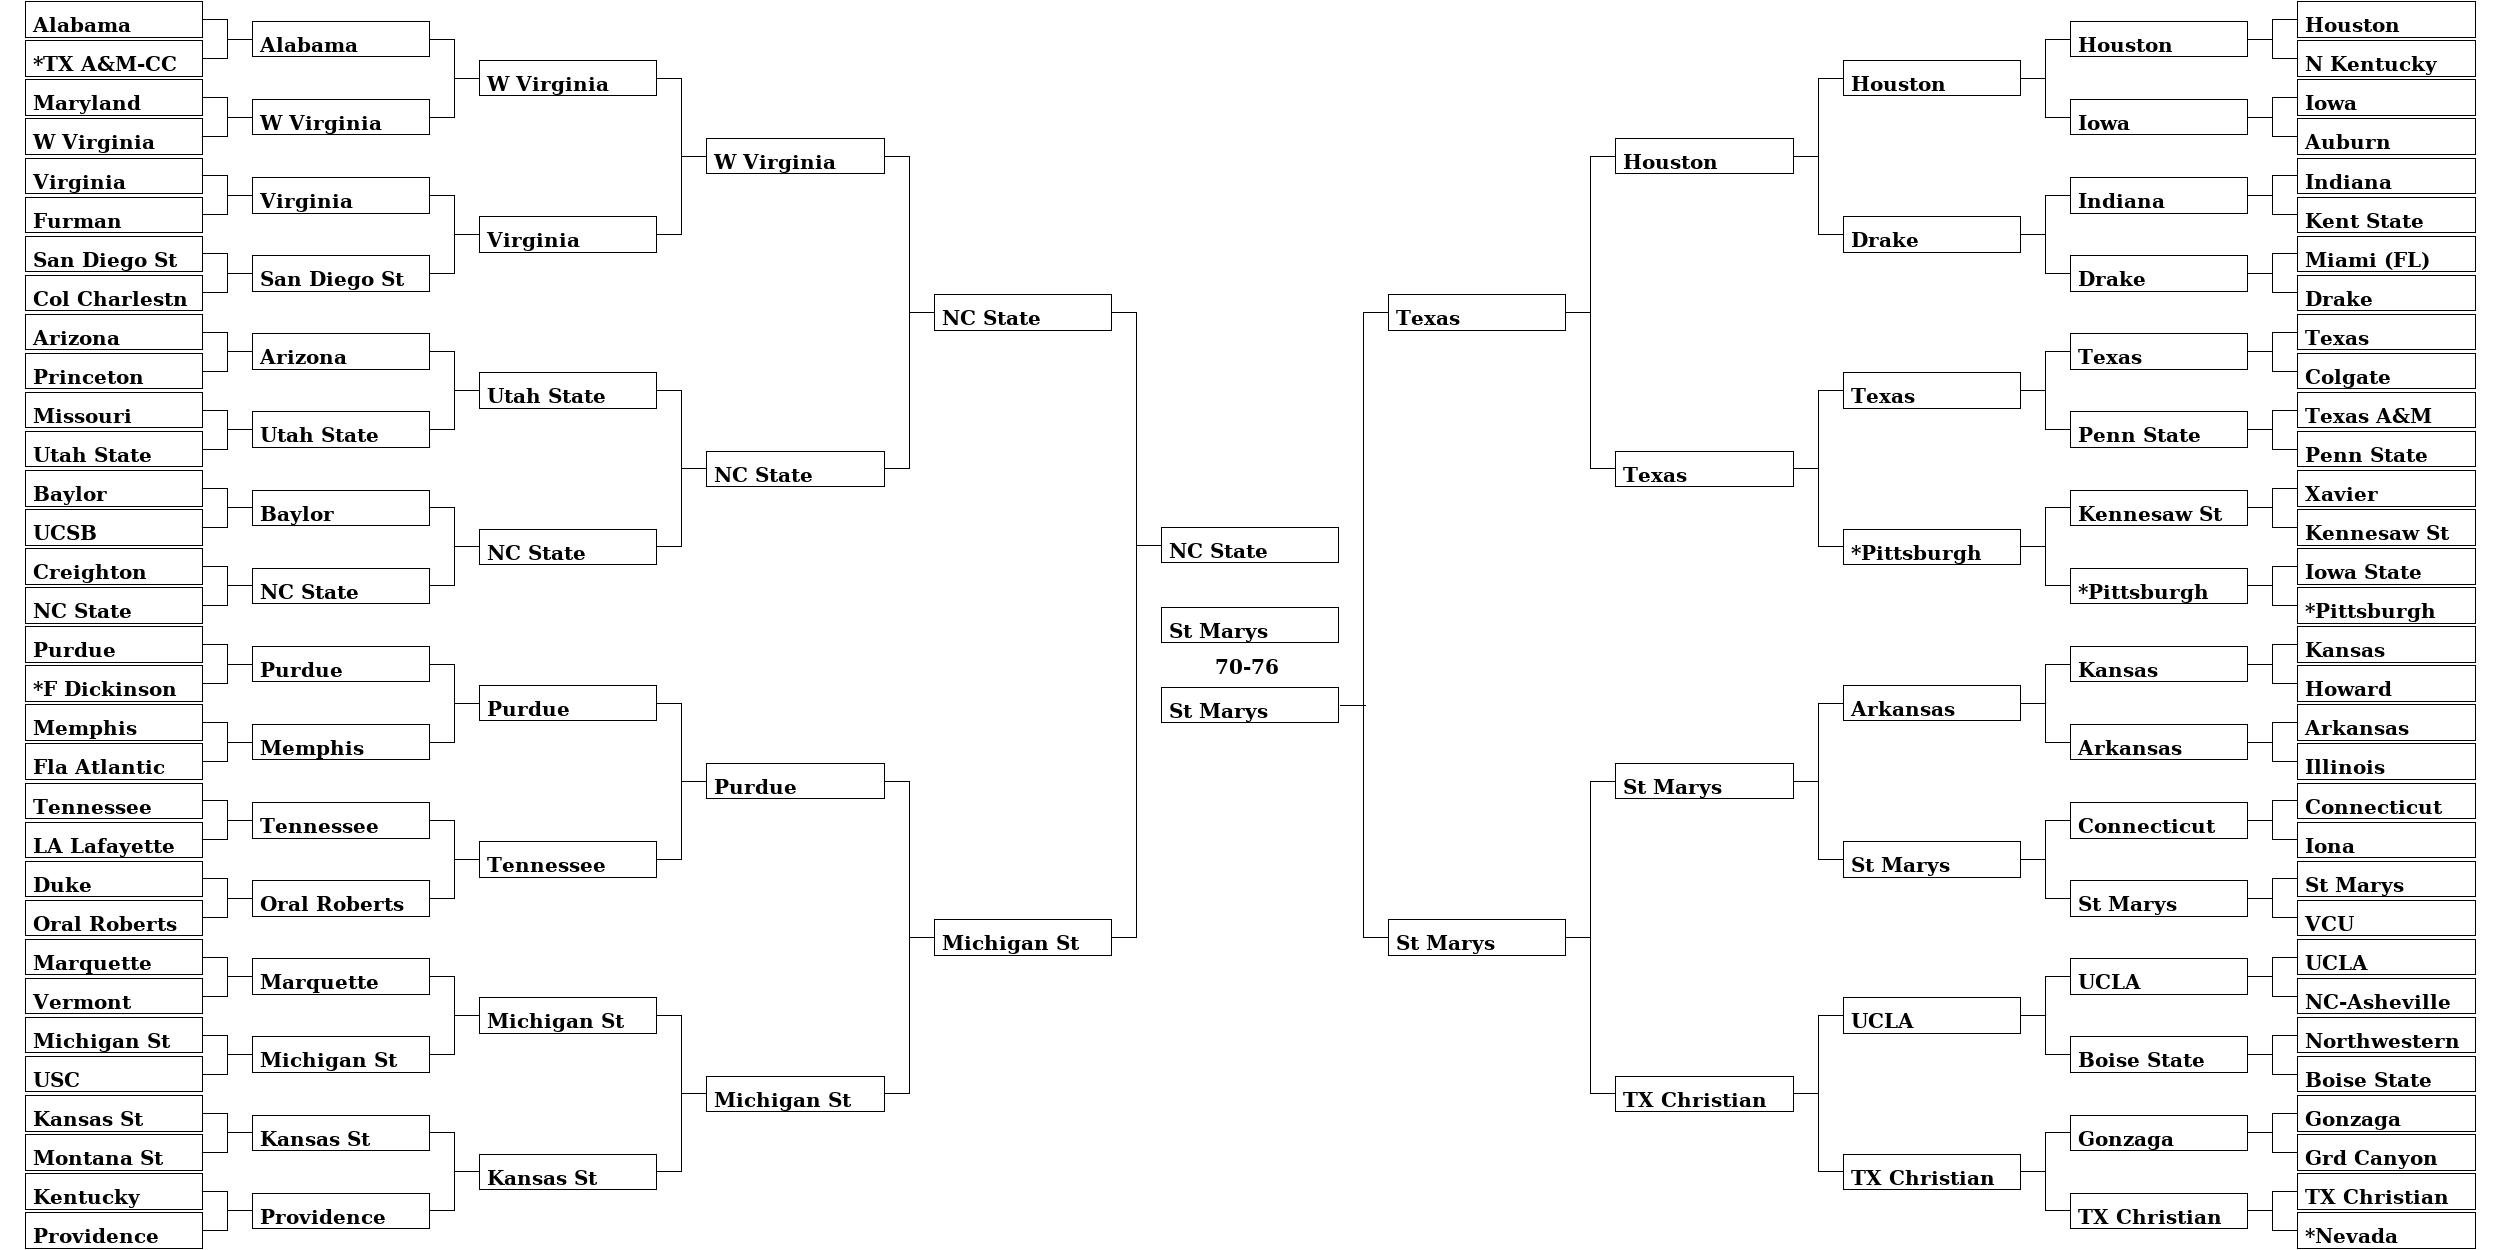 Alabama
*TX A&M-CC
Maryland
W Virginia
Virginia
Furman
San Diego St
Col Charlestn
Arizona
Princeton
Missouri
Utah State
Baylor
UCSB
Creighton
NC State
Purdue
*F Dickinson
Memphis
Fla Atlantic
Tennessee
LA Lafayette
Duke
Oral Roberts
Marquette
Vermont
Michigan St
USC
Kansas St
Montana St
Kentucky
Providence
Alabama
W Virginia
Virginia
San Diego St
Arizona
Utah State
Baylor
NC State
Purdue
Memphis
Tennessee
Oral Roberts
Marquette
Michigan St
Kansas St
Providence
W Virginia
Virginia
Utah State
NC State
Purdue
Tennessee
Michigan St
Kansas St
W Virginia
NC State
Purdue
Michigan St
NC State
Michigan St
NC State
St Marys
70-76
St Marys
Texas
St Marys
Houston
Texas
St Marys
TX Christian
Houston
Drake
Texas
*Pittsburgh
Arkansas
St Marys
UCLA
TX Christian
Houston
Iowa
Indiana
Drake
Texas
Penn State
Kennesaw St
*Pittsburgh
Kansas
Arkansas
Connecticut
St Marys
UCLA
Boise State
Gonzaga
TX Christian
Houston
N Kentucky
Iowa
Auburn
Indiana
Kent State
Miami (FL)
Drake
Texas
Colgate
Texas A&M
Penn State
Xavier
Kennesaw St
Iowa State
*Pittsburgh
Kansas
Howard
Arkansas
Illinois
Connecticut
Iona
St Marys
VCU
UCLA
NC-Asheville
Northwestern
Boise State
Gonzaga
Grd Canyon
TX Christian
*Nevada